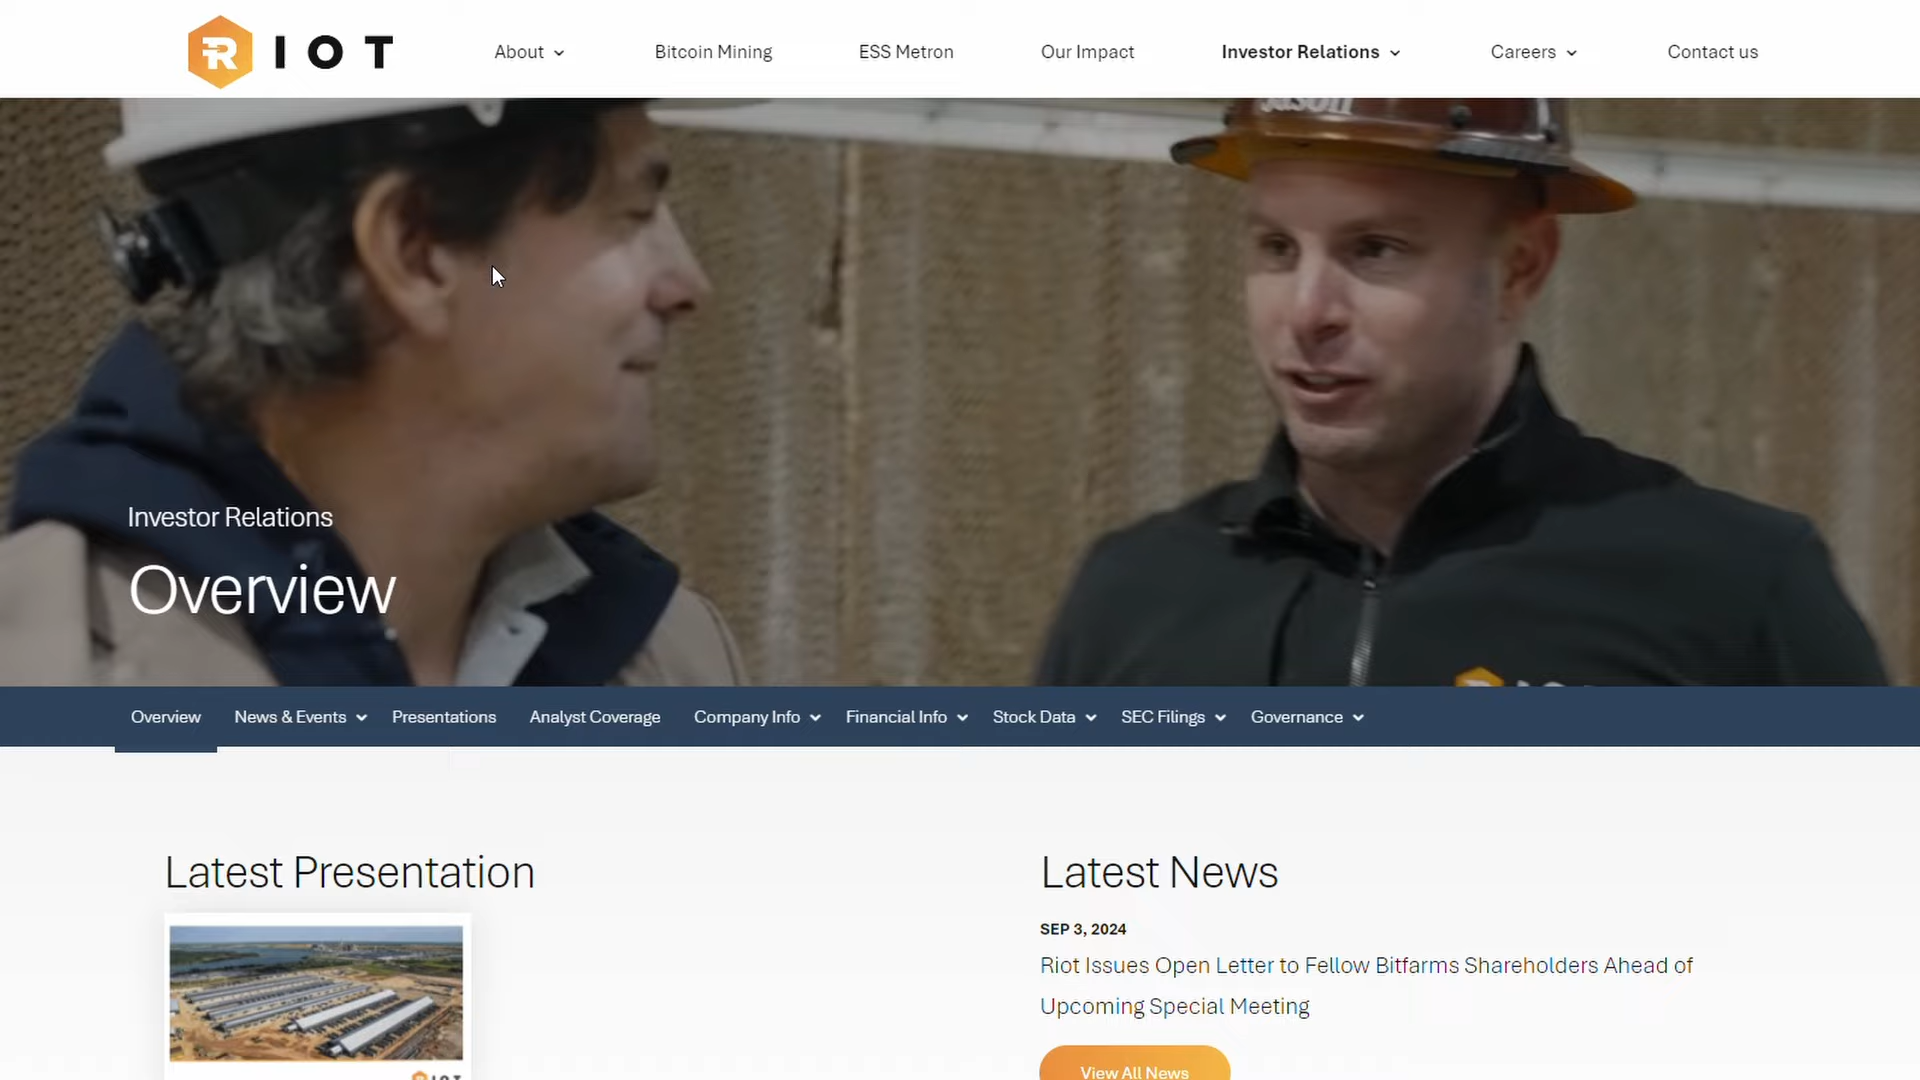 RIOT
About
Bitcoin Mining
ESS Metron
Our Impact
Investor Relations
Careers
Contact us
Jason
Investor Relations
Overview
Overview
News & Events
Presentations
Analyst Coverage
Company Info
Financial Info
Stock Data
SEC Filings
Governance
Latest Presentation
Latest News
SEP 3, 2024
Riot Issues Open Letter to Fellow Bitfarms Shareholders Ahead of
Upcoming Special Meeting
View All News
RIOT